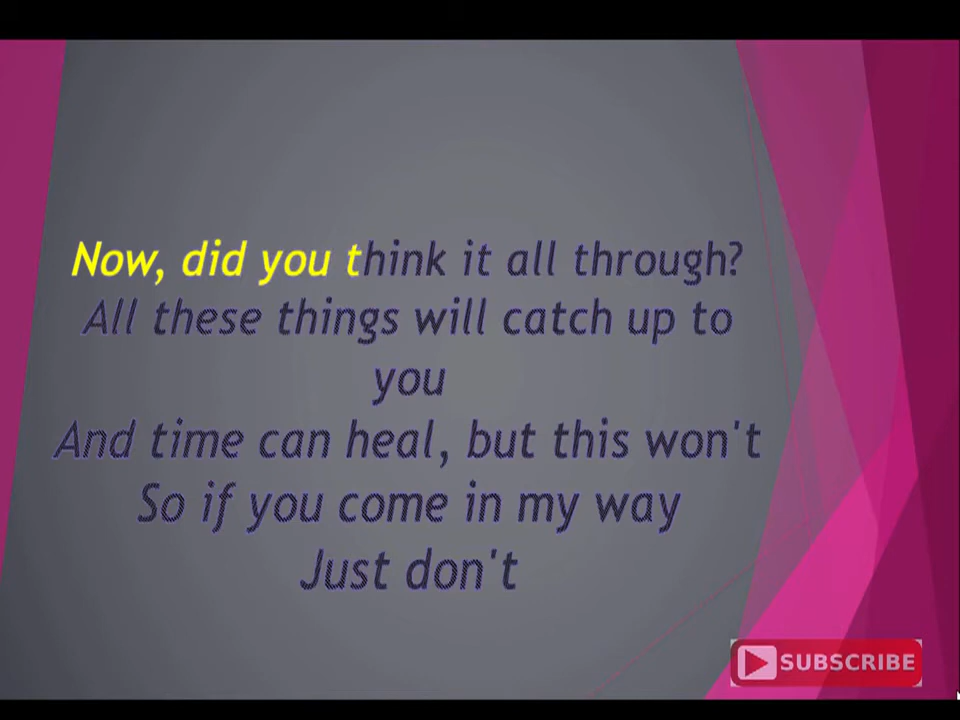 Now, did you think it all through?
All these things will catch up to
you
And time can heal, but this won't
So if you come in my way
Just don't
SUBSCRIBE